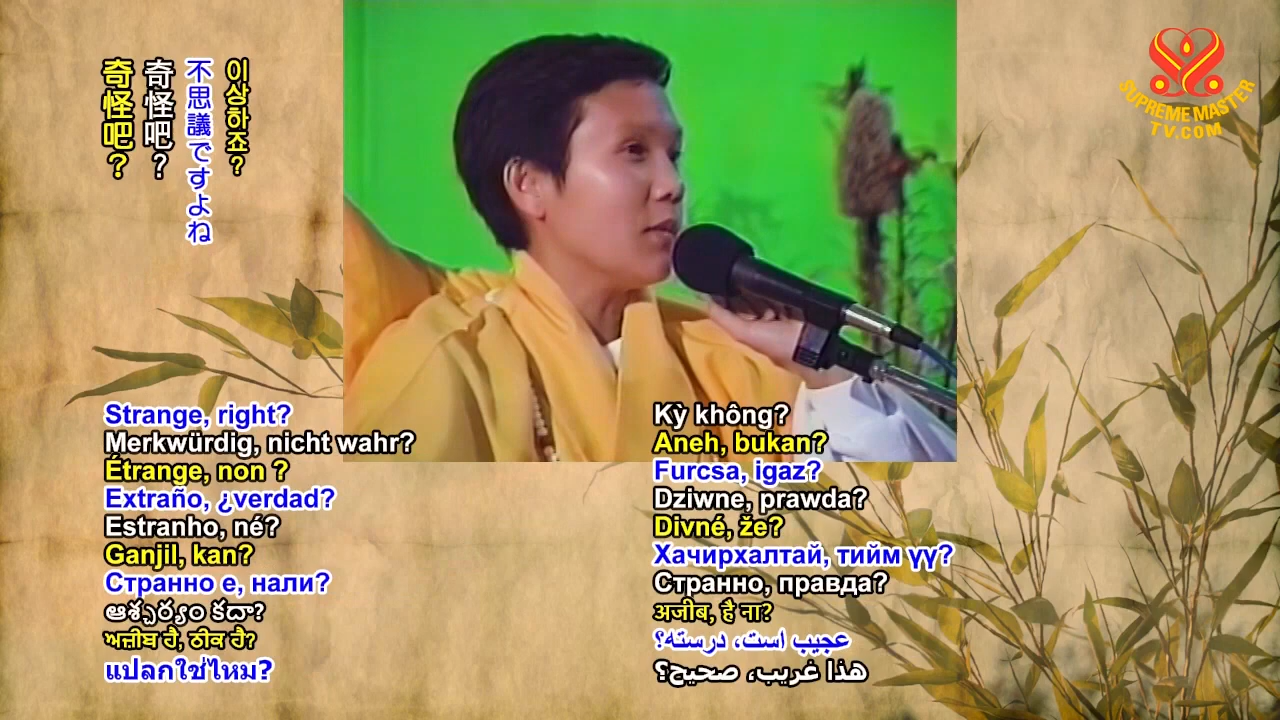 奇怪吧？
奇怪吧？
不思議ですよね
이상하죠?
SUPREME MASTER
TV.COM
Strange, right?
Merkwürdig, nicht wahr?
Étrange, non ?
Extraño, ¿verdad?
Estranho, né?
Ganjil, kan?
Странно е, нали?
ఆశ్చర్యం కదా?
ਅਜ਼ੀਬ ਹੈ, ਠੀਕ ਹੈ?
แปลกใช่ไหม?
Kỳ không?
Aneh, bukan?
Furcsa, igaz?
Dziwne, prawda?
Divné, že?
Хачирхалтай, тийм үү?
Странно, правда?
अजीब, है ना?
عجیب است، درسته؟
هذا غريب، صحيح؟